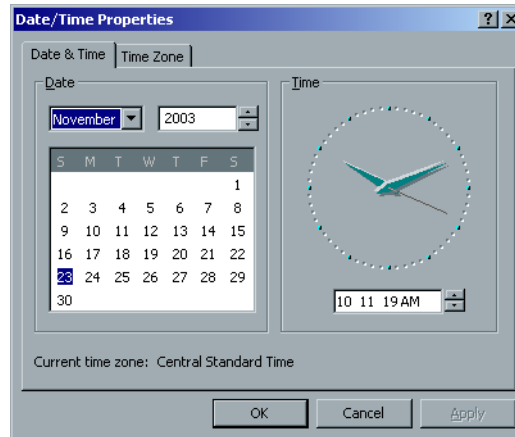 Date/Time Properties
Date & Time Time Zone
Date
November 2003
S M T W T F S
1
2 3 4 5 6 7 8
9 10 11 12 13 14 15
16 17 18 19 20 21 22
23 24 25 26 27 28 29
30
Time
10 11 19 AM
Current time zone: Central Standard Time
OK Cancel Apply